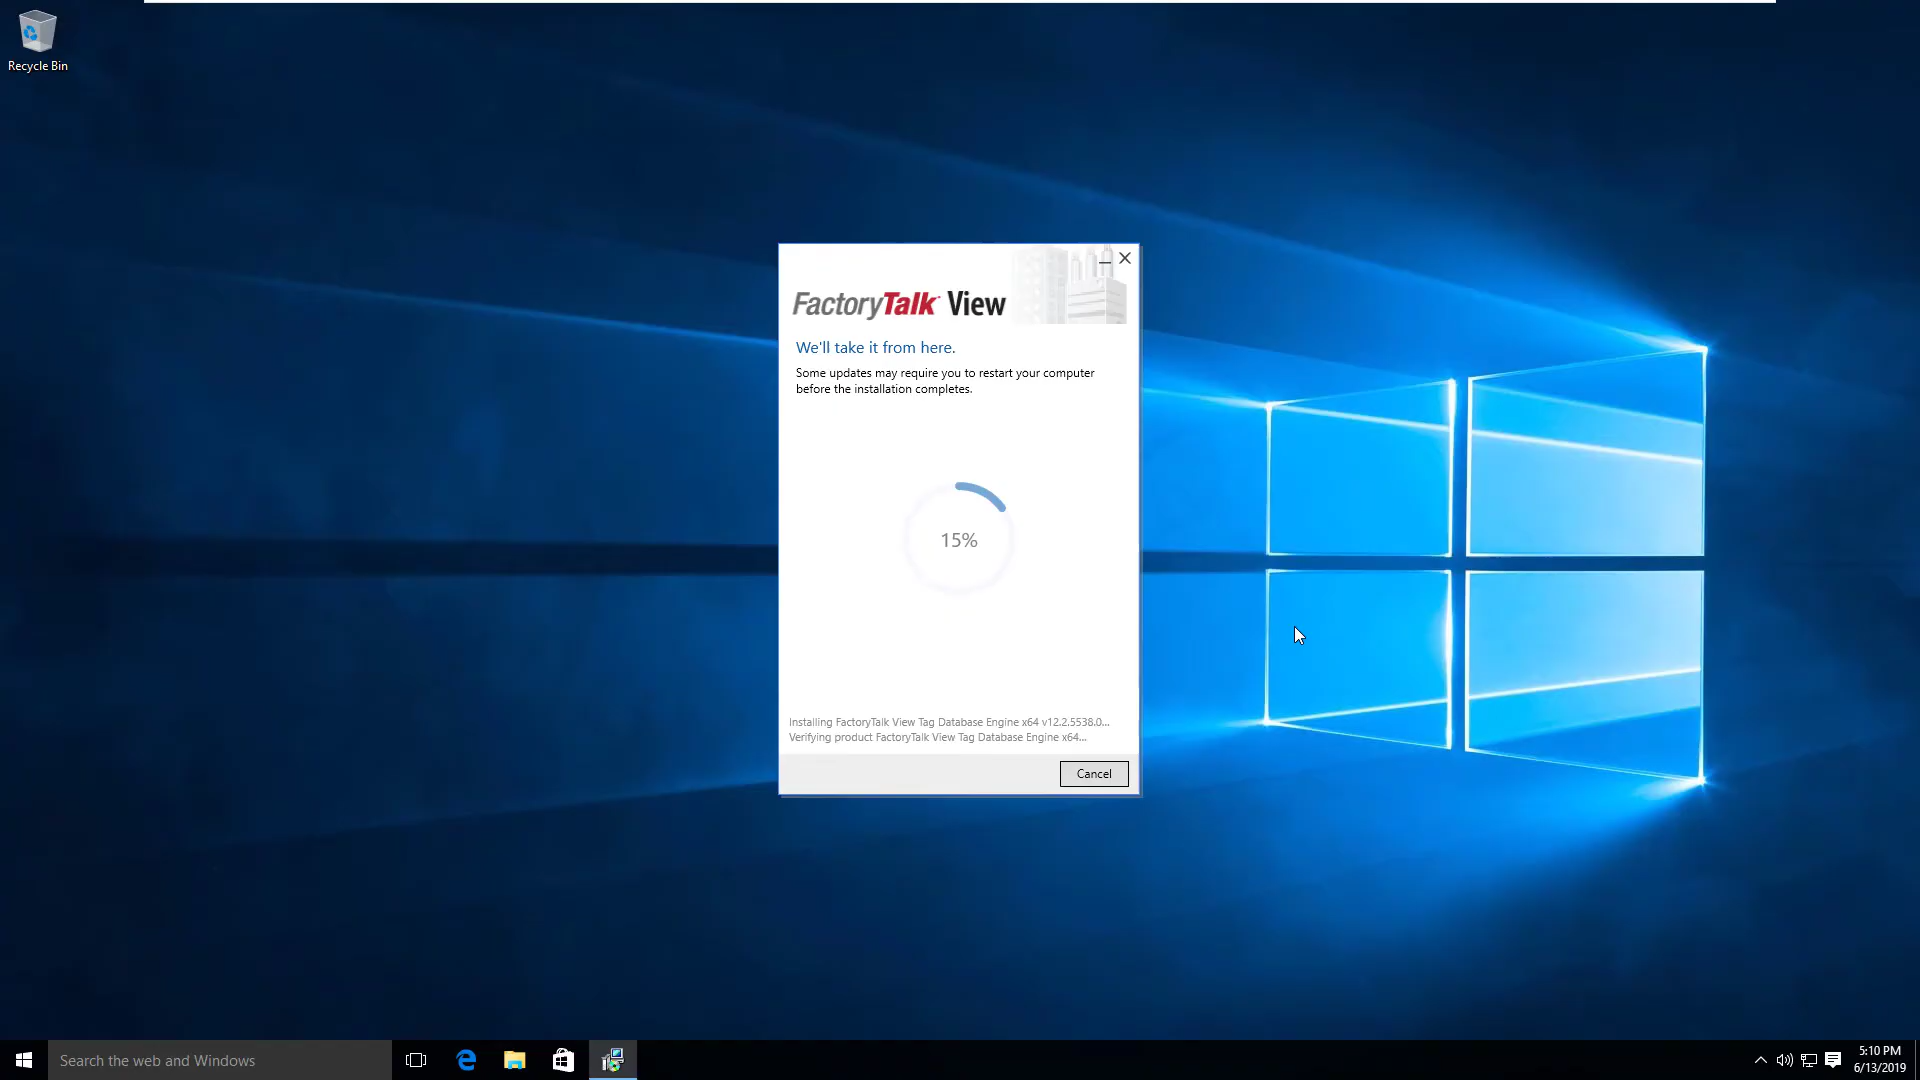 Recycle Bin
FactoryTalk View
We'll take it from here.
Some updates may require you to restart your computer
before the installation completes.
15%
Installing FactoryTalk View Tag Database Engine x64 v12.2.5538.0...
Verifying product FactoryTalk View Tag Database Engine x64...
Cancel
Search the web and Windows
5:10 PM
6/13/2019